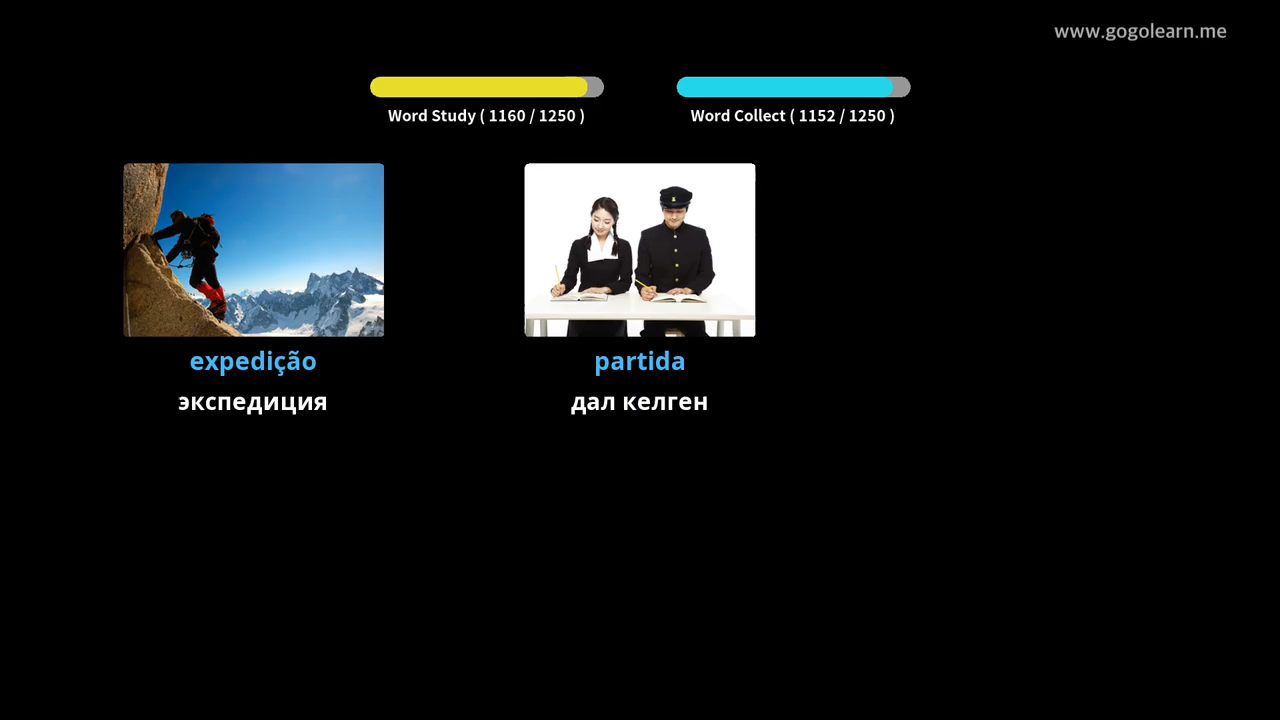 www.gogolearn.me
Word Study ( 1160 / 1250 )
Word Collect ( 1152 / 1250 )
expedição
экспедиция
partida
дал келген